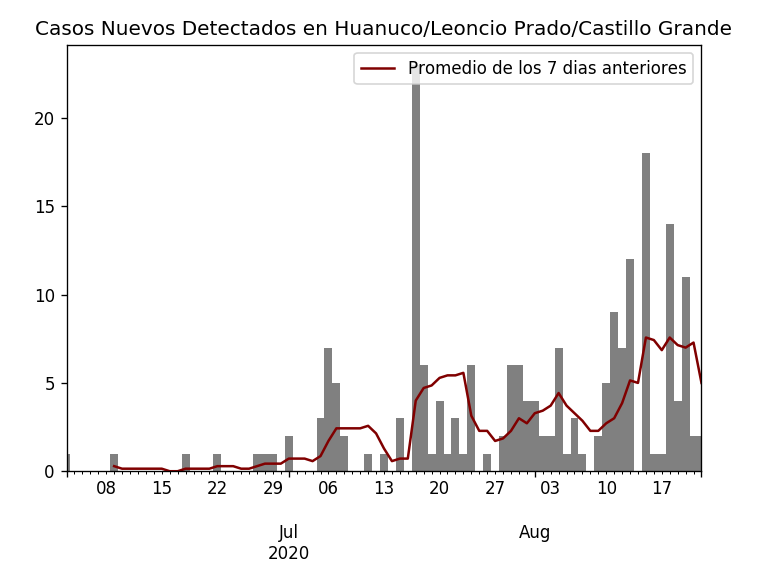 Casos Nuevos Detectados en Huanuco/Leoncio Prado/Castillo Grande
Promedio de los 7 dias anteriores
20
15
10
5
0
08 15 22 29 06 13 20 27 03 10 17
Jul Aug
2020